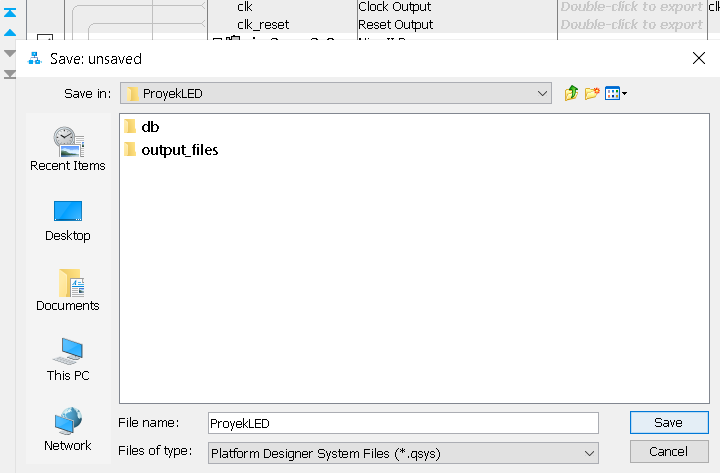 clk Clock Output Double-click to export
clk_reset Reset Output Double-click to export
Save: unsaved
Save in: ProyekLED
db
output_files
Recent Items
Desktop
Documents
This PC
Network
File name: ProyekLED Save
Files of type: Platform Designer System Files (*.qsys) Cancel